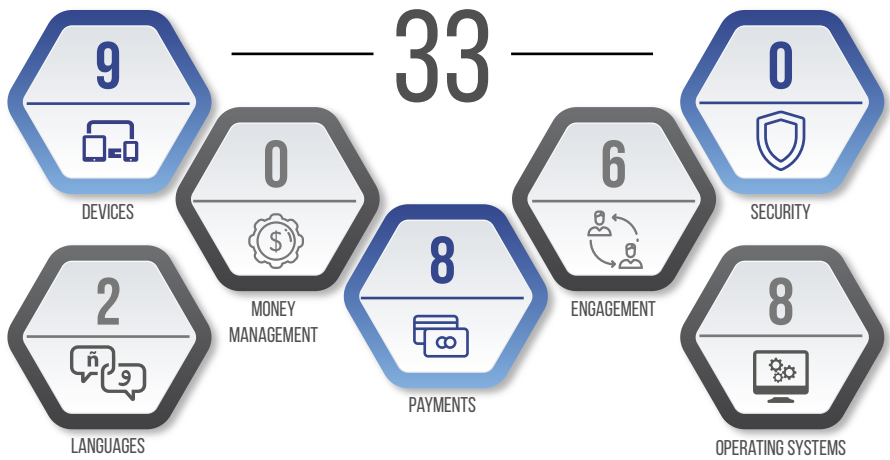 33
9
DEVICES
0
MONEY
MANAGEMENT
8
PAYMENTS
6
ENGAGEMENT
0
SECURITY
2
ñ و
LANGUAGES
8
OPERATING SYSTEMS
$